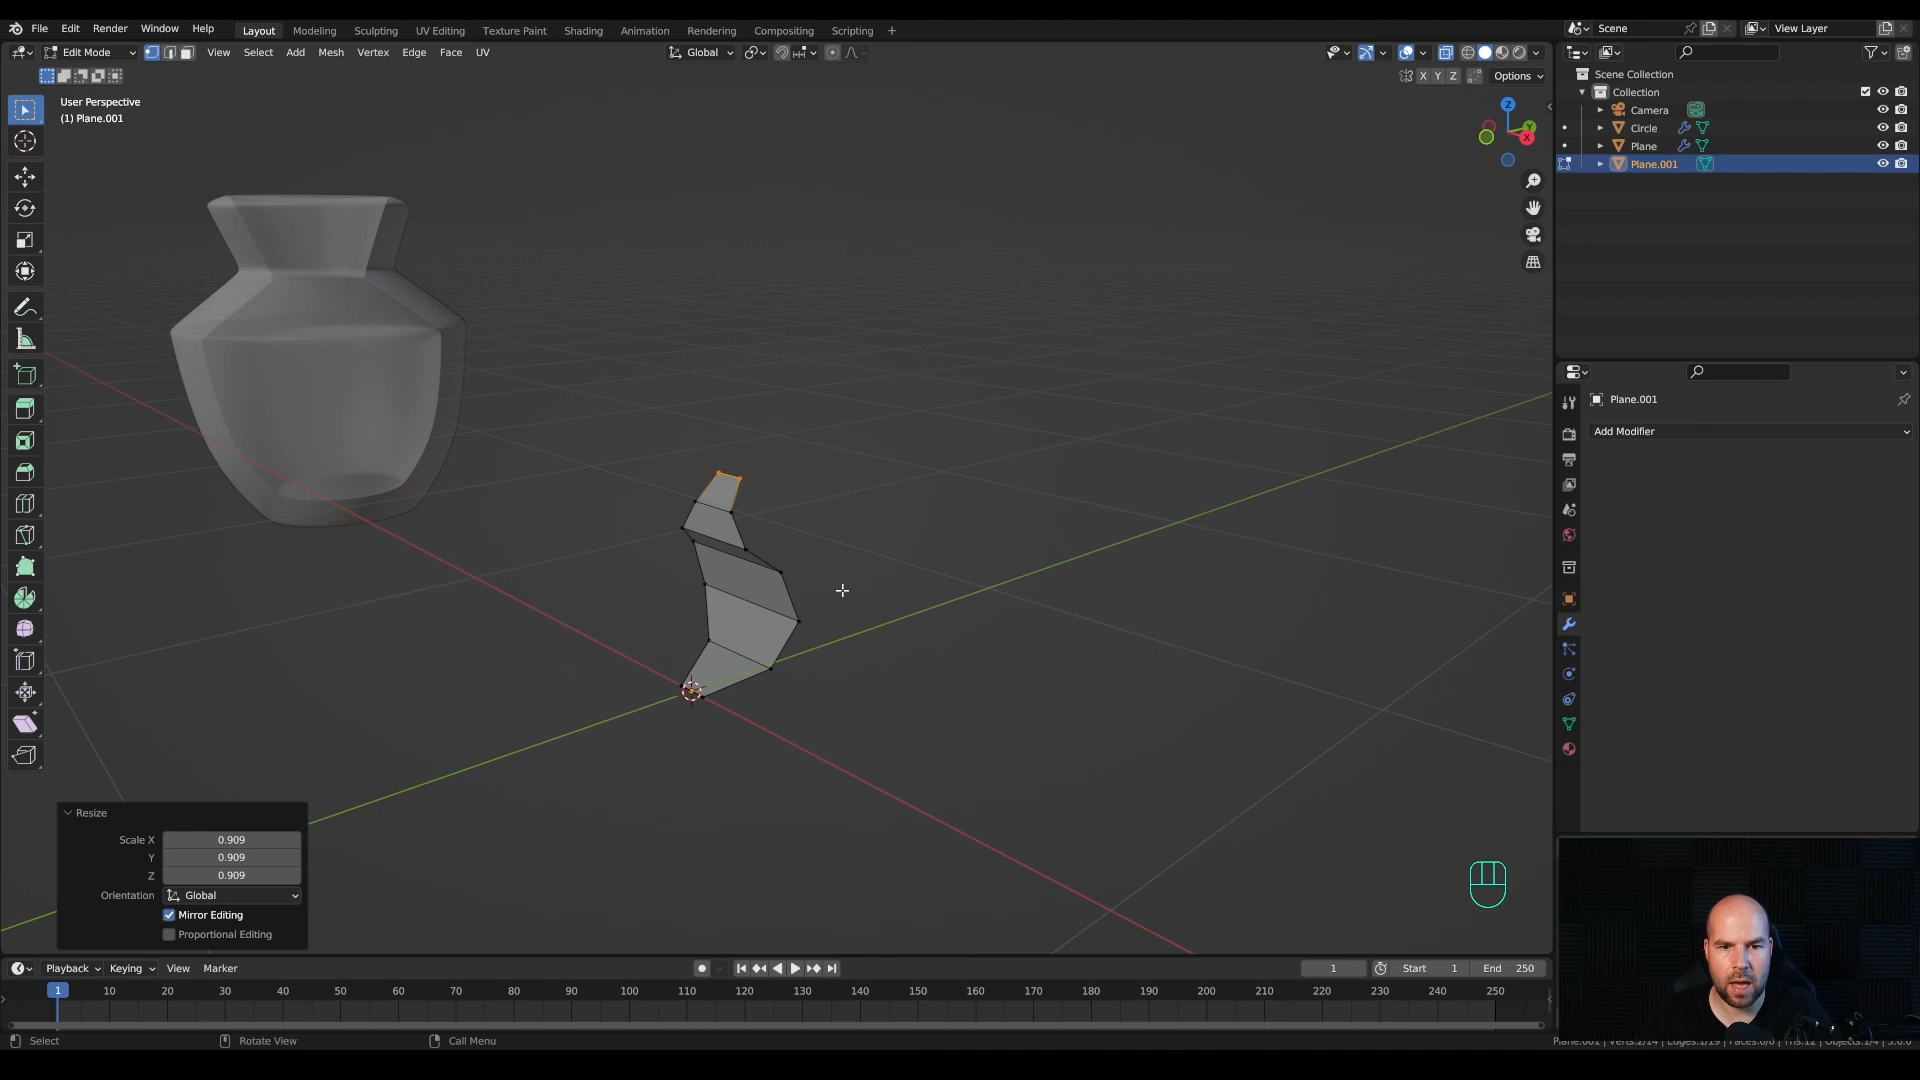 File Edit Render Window Help Layout Modeling Sculpting UV Editing Texture Paint Shading Animation Rendering Compositing Scripting + Scene View Layer
Edit Mode View Select Add Mesh Vertex Edge Face UV Global
X Y Z Options
User Perspective
(1) Plane.001
Z
Y
X
Scene Collection
Collection
Camera
Circle
Plane
Plane.001
Plane.001
Add Modifier
Resize
Scale X 0.909
Y 0.909
Z 0.909
Orientation Global
Mirror Editing
Proportional Editing
Playback Keying View Marker 1 Start 1 End 250
1 10 20 30 40 50 60 70 80 90 100 110 120 130 140 150 160 170 180 190 200 210 220 230 240 250
Select Rotate View Call Menu